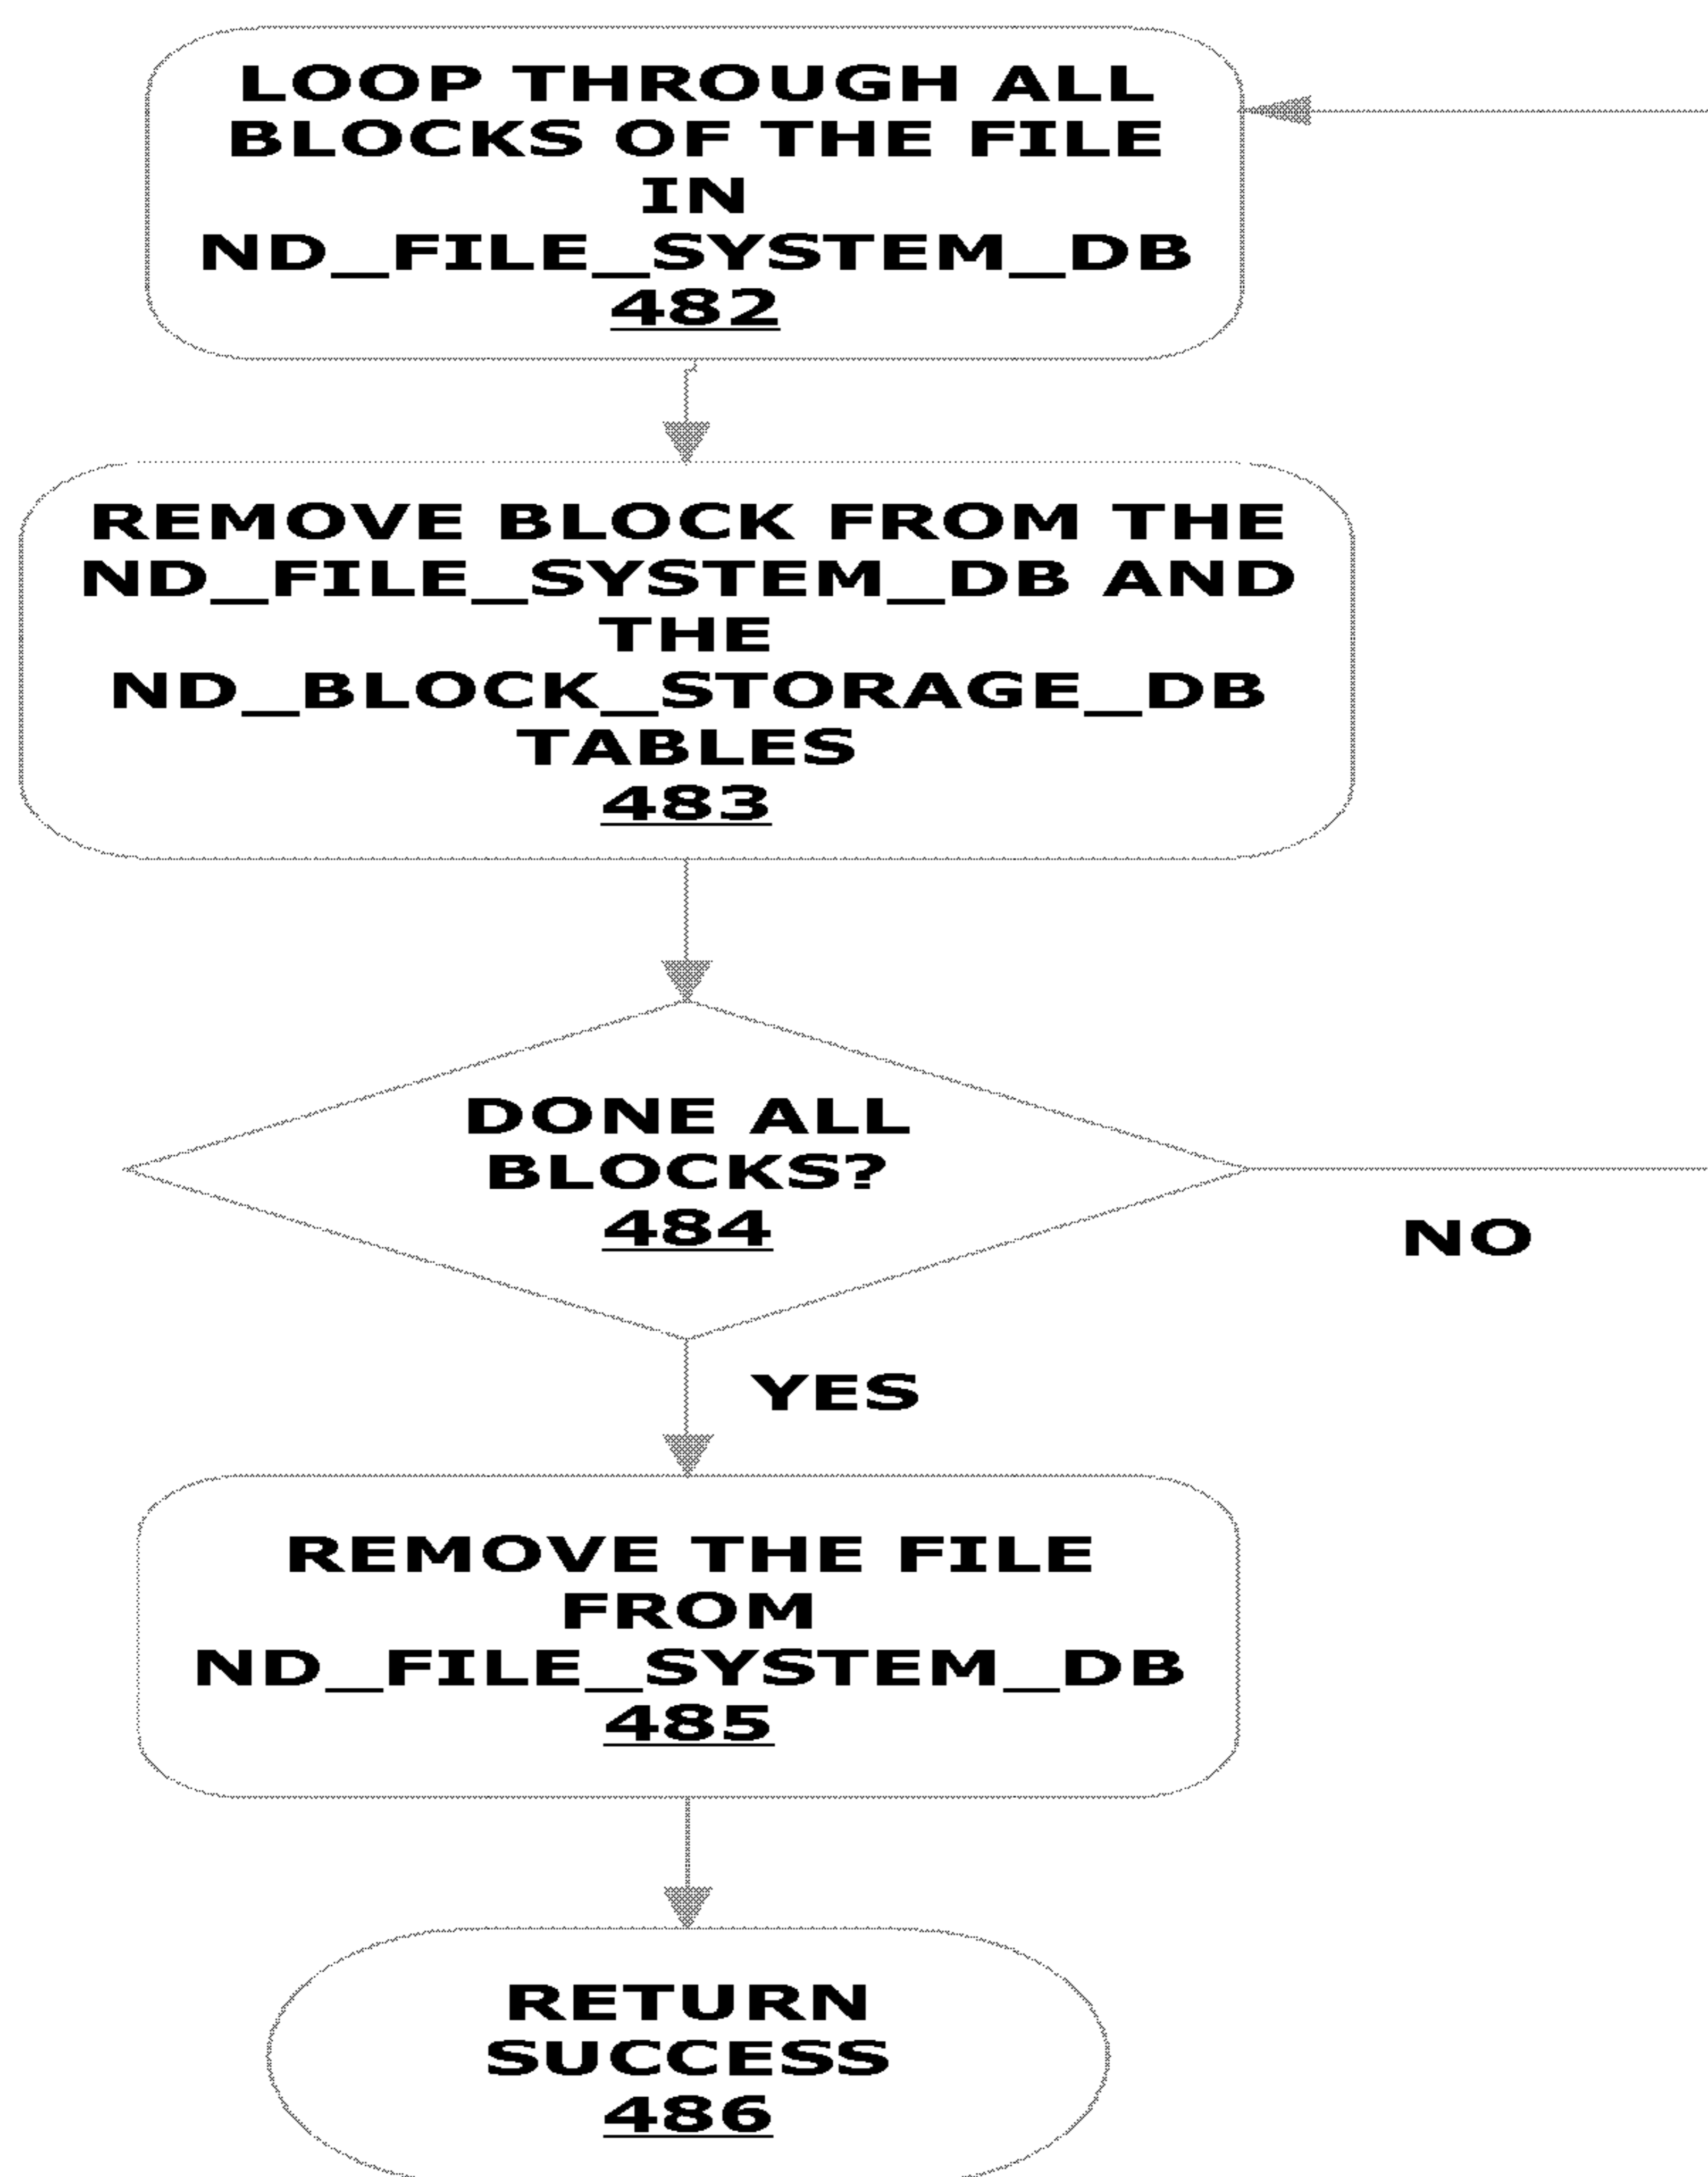 LOOP THROUGH ALL
BLOCKS OF THE FILE
IN
ND_FILE_SYSTEM_DB
482
REMOVE BLOCK FROM THE
ND_FILE_SYSTEM_DB AND
THE
ND_BLOCK_STORAGE_DB
TABLES
483
DONE ALL
BLOCKS?
484
NO
YES
REMOVE THE FILE
FROM
ND_FILE_SYSTEM_DB
485
RETURN
SUCCESS
486